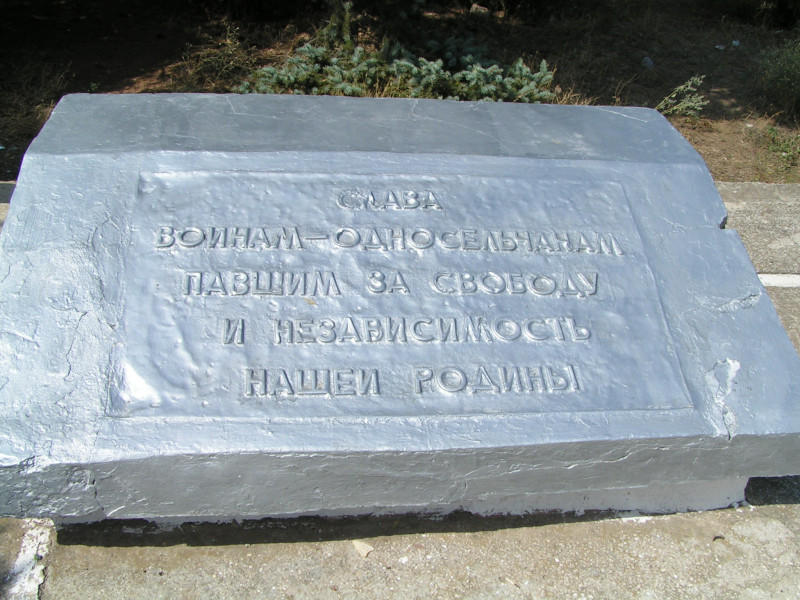 СЛАВА
ВОИНАМ-ОДНОСЕЛЬЧАНАМ
ПАВШИМ ЗА СВОБОДУ
И НЕЗАВИСИМОСТЬ
НАШЕЙ РОДИНЫ